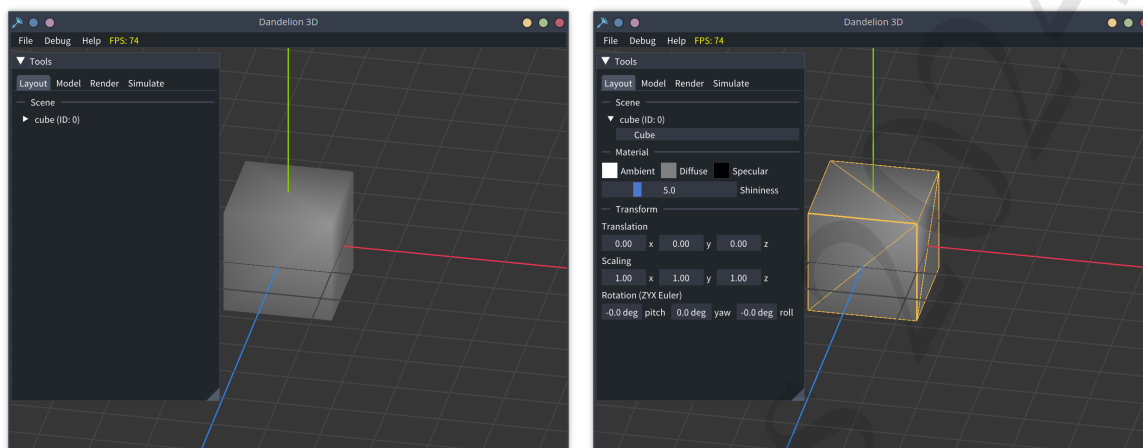 Dandelion 3D
File Debug Help FPS: 74
Tools
Layout Model Render Simulate
Scene
cube (ID: 0)
Dandelion 3D
File Debug Help FPS: 74
Tools
Layout Model Render Simulate
Scene
cube (ID: 0)
Cube
Material
Ambient Diffuse Specular
5.0 Shininess
Transform
Translation
0.00 x 0.00 y 0.00 z
Scaling
1.00 x 1.00 y 1.00 z
Rotation (ZYX Euler)
-0.0 deg pitch 0.0 deg yaw -0.0 deg roll